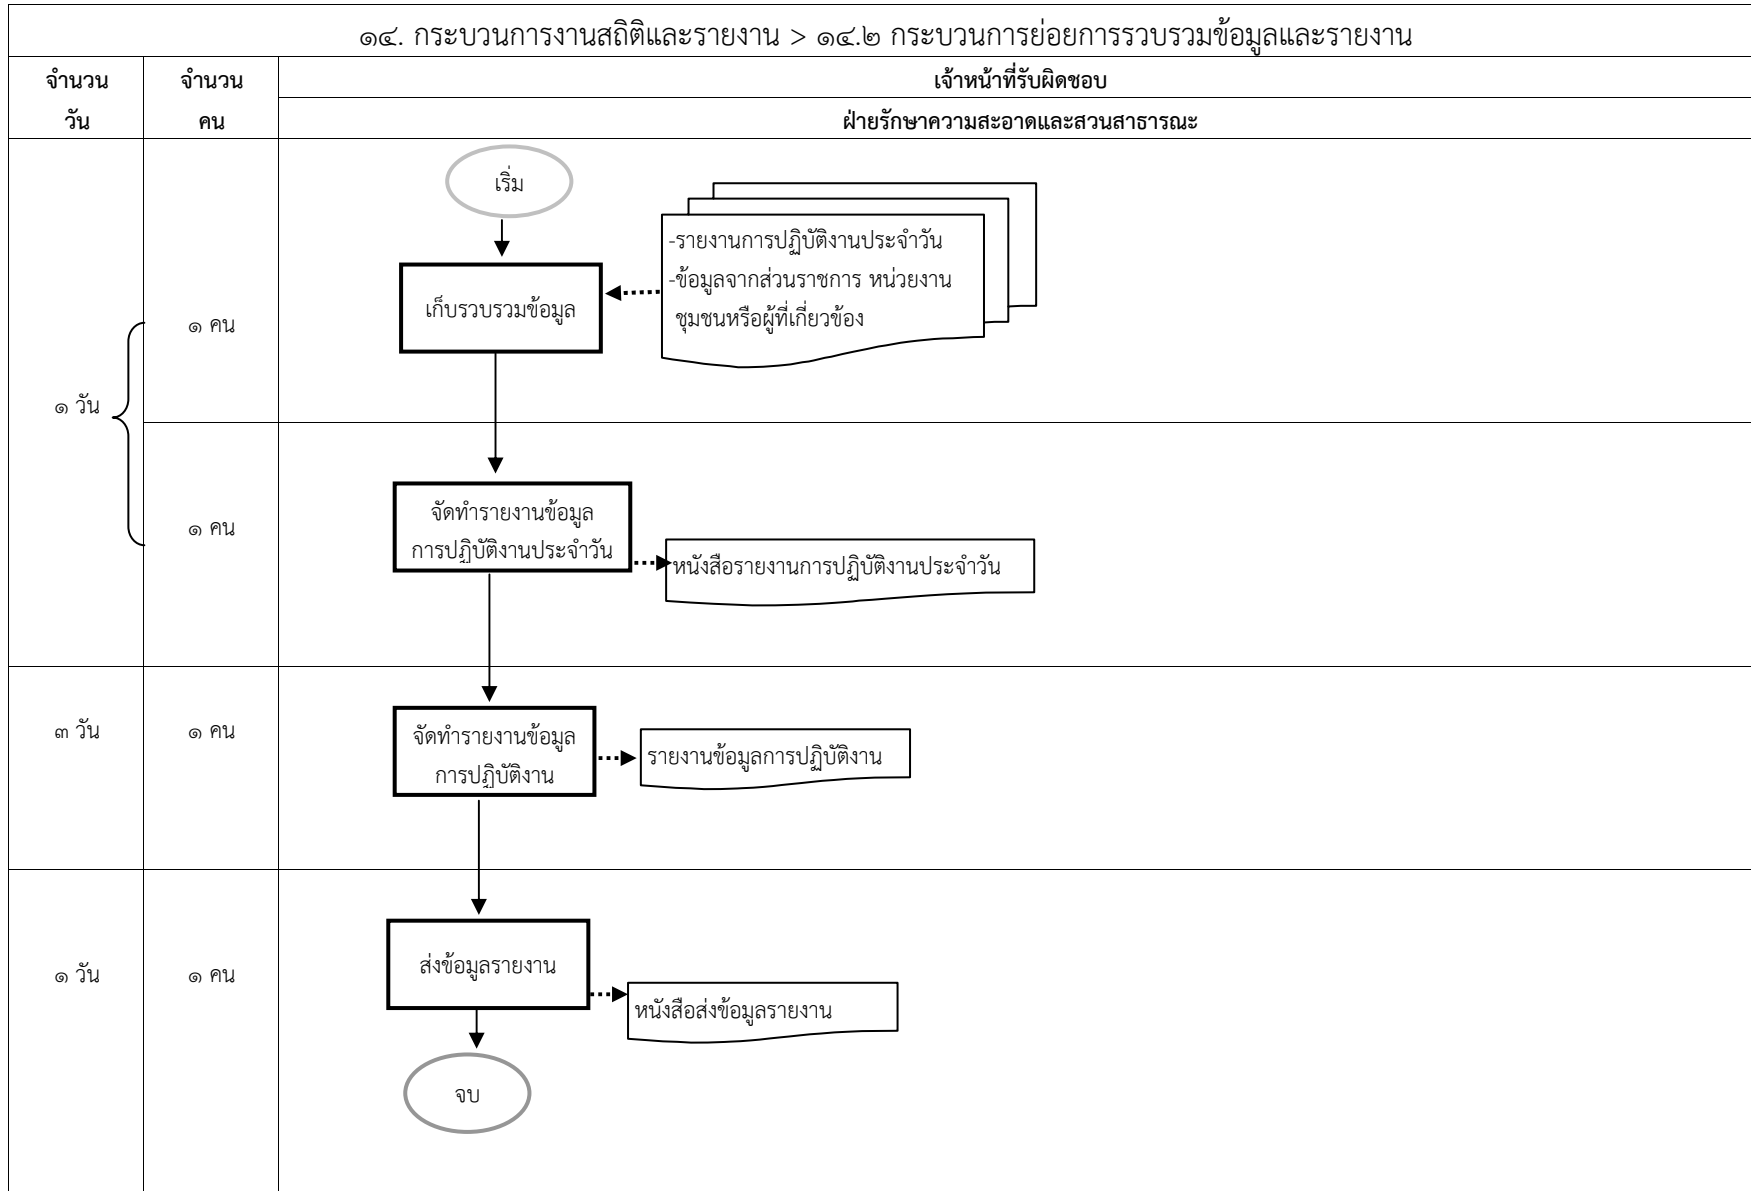 ๑๔. กระบวนการงานสถิติและรายงาน > ๑๔.๒ กระบวนการย่อยการรวบรวมข้อมูลและรายงาน
จำนวน
วัน
จำนวน
คน
เจ้าหน้าที่รับผิดชอบ
ฝ่ายรักษาความสะอาดและสวนสาธารณะ
เริ่ม
-รายงานการปฏิบัติงานประจำวัน
-ข้อมูลจากส่วนราชการ หน่วยงาน
ชุมชนหรือผู้ที่เกี่ยวข้อง
เก็บรวบรวมข้อมูล
๑ คน
๑ วัน
จัดทำรายงานข้อมูล
การปฏิบัติงานประจำวัน
๑ คน
หนังสือรายงานการปฏิบัติงานประจำวัน
๓ วัน
๑ คน
จัดทำรายงานข้อมูล
การปฏิบัติงาน
รายงานข้อมูลการปฏิบัติงาน
๑ วัน
๑ คน
ส่งข้อมูลรายงาน
หนังสือส่งข้อมูลรายงาน
จบ